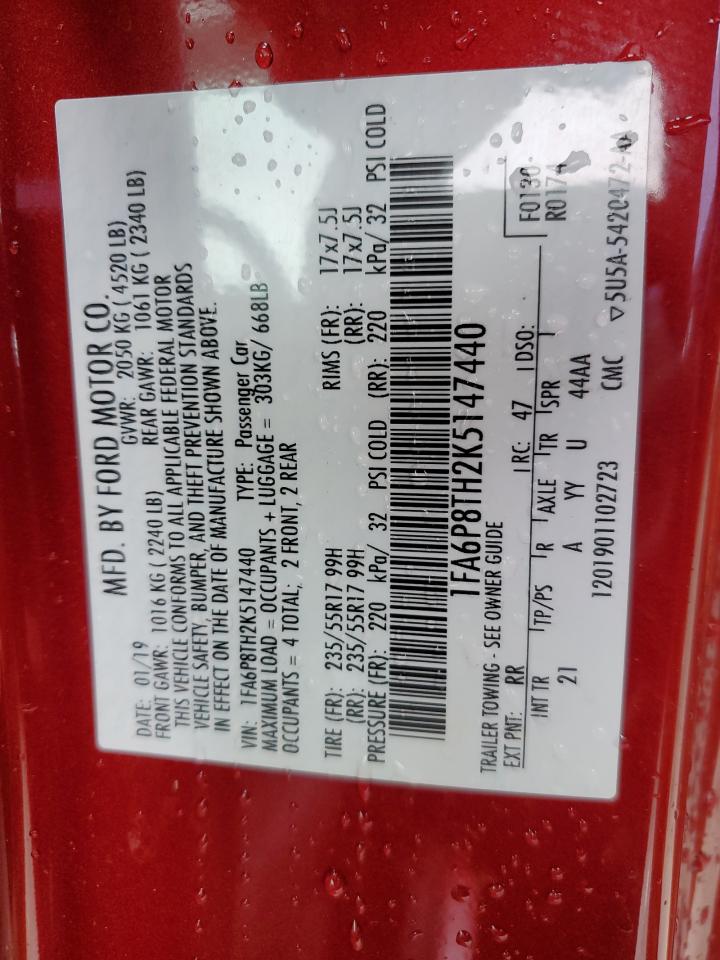 MFD. BY FORD MOTOR CO.
DATE: 01/19 GVWR: 2050 KG ( 4520 LB)
FRONT GAWR: 1016 KG ( 2240 LB) REAR GAWR: 1061 KG ( 2340 LB)
THIS VEHICLE CONFORMS TO ALL APPLICABLE FEDERAL MOTOR
VEHICLE SAFETY, BUMPER, AND THEFT PREVENTION STANDARDS
IN EFFECT ON THE DATE OF MANUFACTURE SHOWN ABOVE.
VIN: 1FA6P8TH2K5147440 TYPE: Passenger Car
MAXIMUM LOAD = OCCUPANTS + LUGGAGE = 303KG/ 668LB
OCCUPANTS = 4 TOTAL: 2 FRONT, 2 REAR
TIRE (FR): 235/55R17 99H RIMS (FR): 17x7.5J
(RR): 235/55R17 99H (RR): 17x7.5J
PRESSURE (FR): 220 kPa/ 32 PSI COLD (RR): 220 kPa/ 32 PSI COLD
1FA6P8TH2K5147440
TRAILER TOWING - SEE OWNER GUIDE
EXT PNT: RR RC: 47 DSO: F0130
INT TR TP/PS R AXLE TR SPR
21 A YY U 44AA
1201901102723 CMC